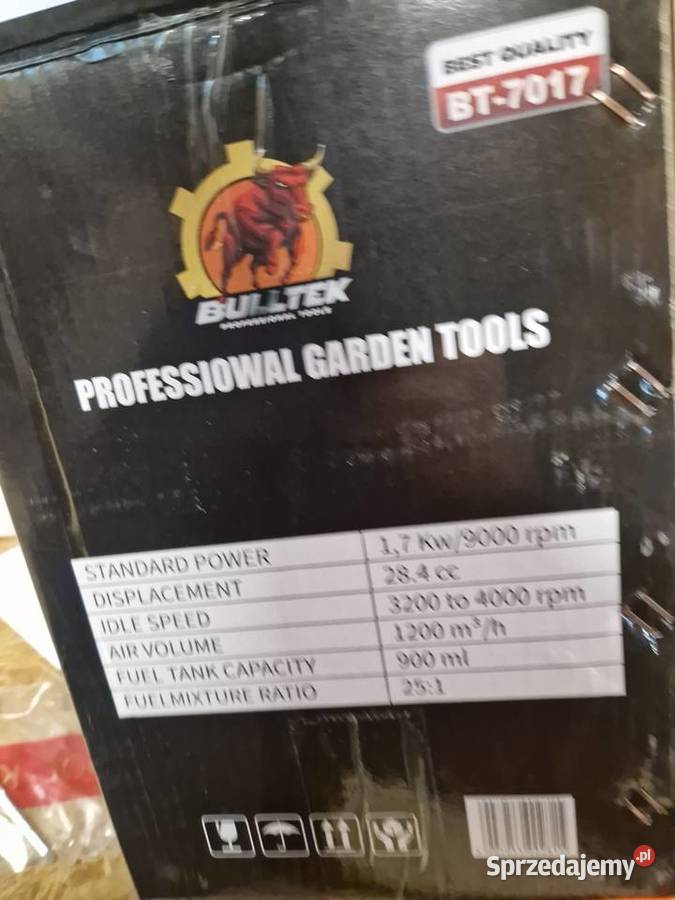 BEST QUALITY
BT-7017
BULLTEK
PROFESSIONAL TOOLS
PROFESSIOWAL GARDEN TOOLS
STANDARD POWER 1,7 Kw/9000 rpm
DISPLACEMENT 28.4 cc
IDLE SPEED 3200 to 4000 rpm
AIR VOLUME 1200 m³/h
FUEL TANK CAPACITY 900 ml
FUELMIXTURE RATIO 25:1
Sprzedajemy.pl